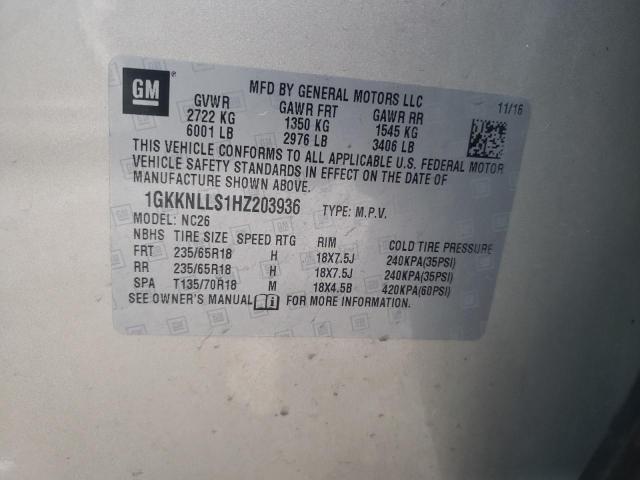 GM
MFD BY GENERAL MOTORS LLC
11/16
GVWR GAWR FRT GAWR RR
2722 KG 1350 KG 1545 KG
6001 LB 2976 LB 3406 LB
THIS VEHICLE CONFORMS TO ALL APPLICABLE U.S. FEDERAL MOTOR
VEHICLE SAFETY STANDARDS IN EFFECT ON THE DATE OF
MANUFACTURE SHOWN ABOVE.
1GKKNLLS1HZ203936 TYPE: M.P.V.
MODEL: NC26
NBHS TIRE SIZE SPEED RTG RIM COLD TIRE PRESSURE
FRT 235/65R18 H 18X7.5J 240KPA(35PSI)
RR 235/65R18 H 18X7.5J 240KPA(35PSI)
SPA T135/70R18 M 18X4.5B 420KPA(60PSI)
SEE OWNER'S MANUAL FOR MORE INFORMATION.